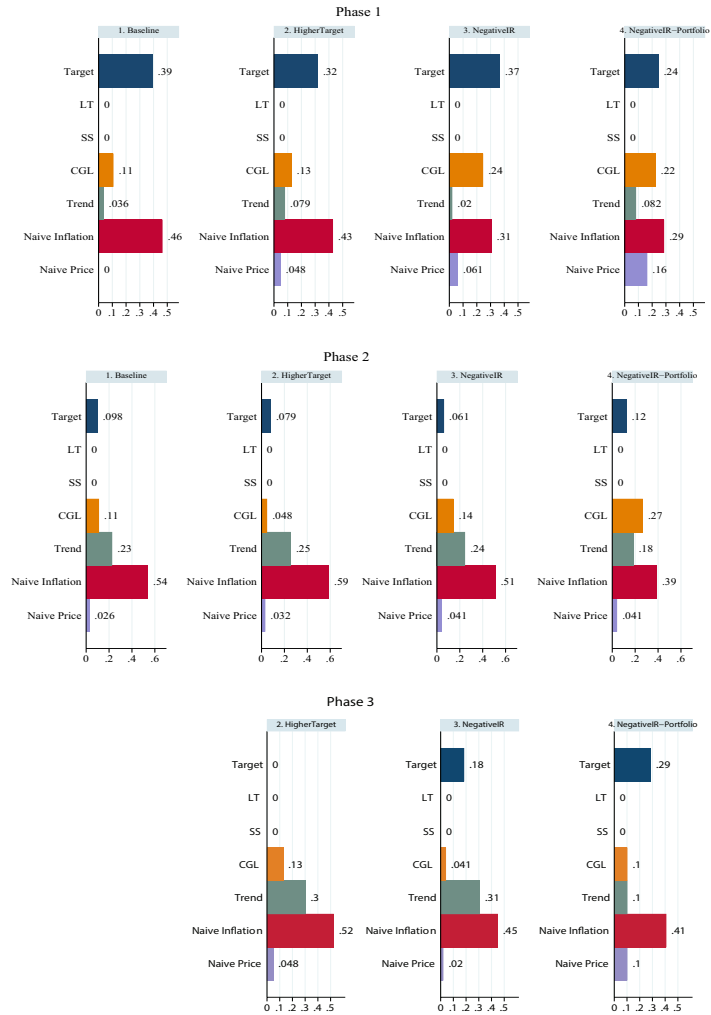 Phase 1
1. Baseline
2. HigherTarget
3. NegativeIR
4. NegativeIR−Portfolio
Target .39 Target .32 Target .37 Target .24
LT 0 LT 0 LT 0 LT 0
SS 0 SS 0 SS 0 SS 0
CGL .11 CGL .13 CGL .24 CGL .22
Trend .036 Trend .079 Trend .02 Trend .082
Naive Inflation .46 Naive Inflation .43 Naive Inflation .31 Naive Inflation .29
Naive Price 0 Naive Price .048 Naive Price .061 Naive Price .16
0 .1 .2 .3 .4 .5 0 .1 .2 .3 .4 .5 0 .1 .2 .3 .4 .5 0 .1 .2 .3 .4 .5
Phase 2
1. Baseline
2. HigherTarget
3. NegativeIR
4. NegativeIR−Portfolio
Target .098 Target .079 Target .061 Target .12
LT 0 LT 0 LT 0 LT 0
SS 0 SS 0 SS 0 SS 0
CGL .11 CGL .048 CGL .14 CGL .27
Trend .23 Trend .25 Trend .24 Trend .18
Naive Inflation .54 Naive Inflation .59 Naive Inflation .51 Naive Inflation .39
Naive Price .026 Naive Price .032 Naive Price .041 Naive Price .041
0 .2 .4 .6 0 .2 .4 .6 0 .2 .4 .6 0 .2 .4 .6
Phase 3
2. HigherTarget
3. NegativeIR
4. NegativeIR−Portfolio
Target 0 Target .18 Target .29
LT 0 LT 0 LT 0
SS 0 SS 0 SS 0
CGL .13 CGL .041 CGL .1
Trend .3 Trend .31 Trend .1
Naive Inflation .52 Naive Inflation .45 Naive Inflation .41
Naive Price .048 Naive Price .02 Naive Price .1
0 .1 .2 .3 .4 .5 0 .1 .2 .3 .4 .5 0 .1 .2 .3 .4 .5